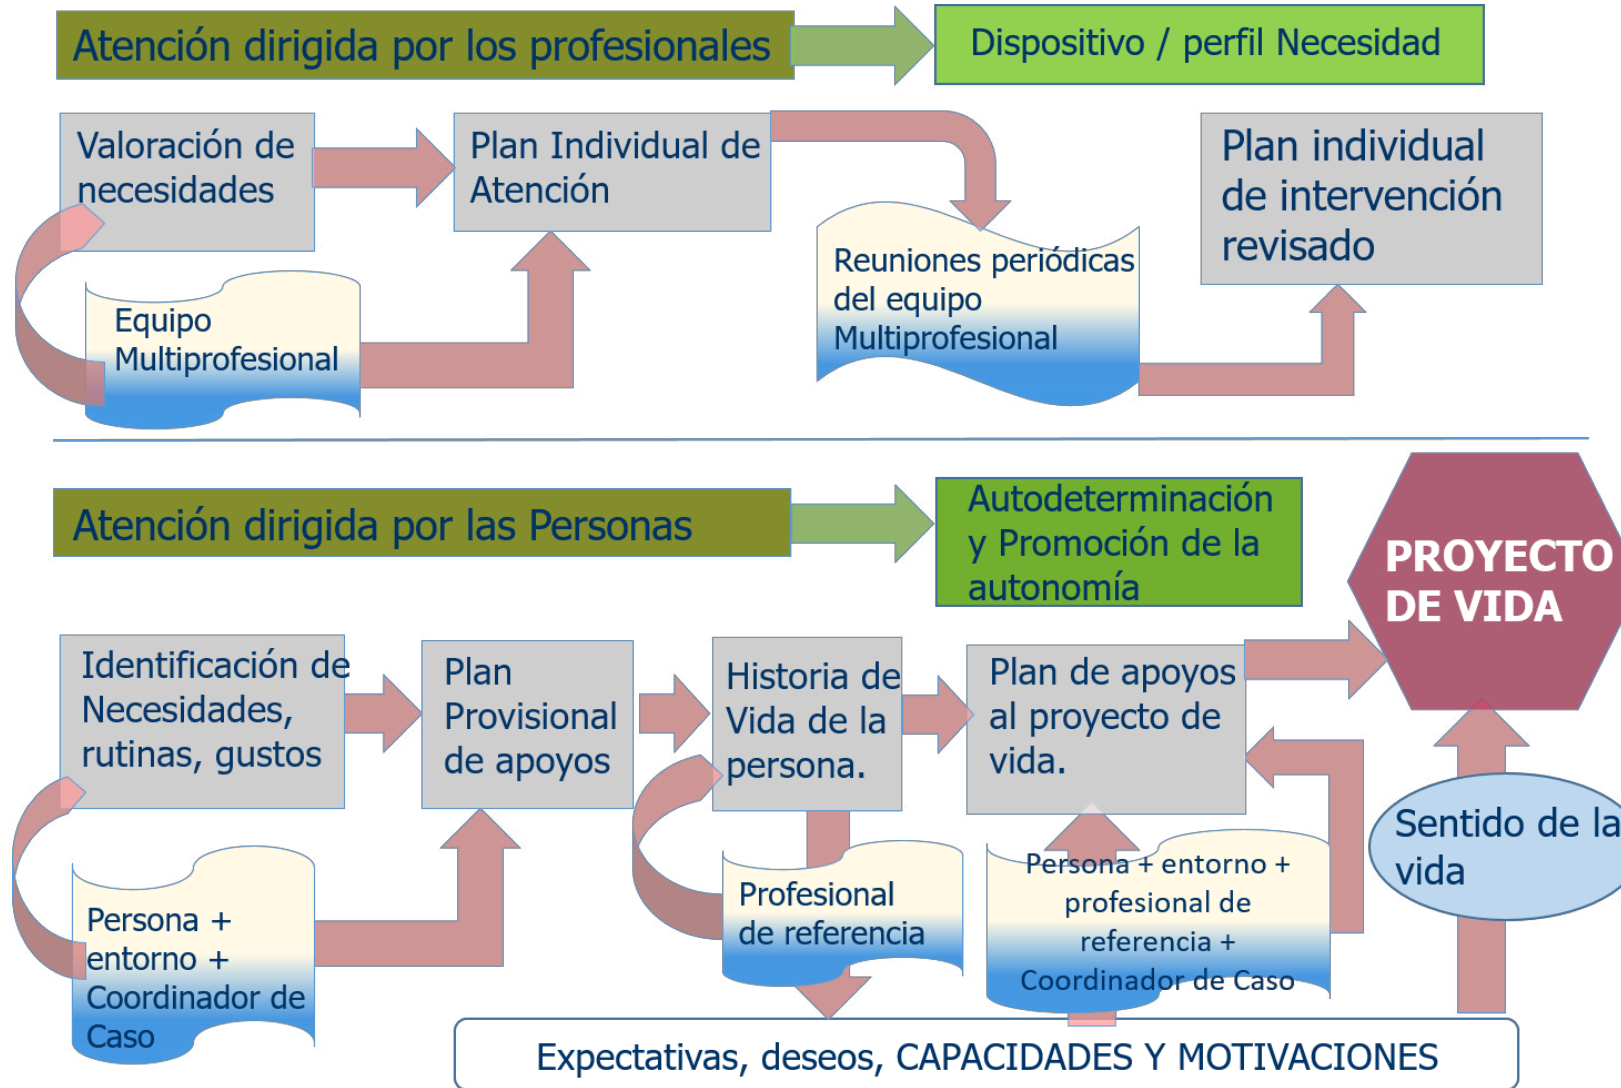 Atención dirigida por los profesionales
Dispositivo / perfil Necesidad
Valoración de
necesidades
Plan Individual de
Atención
Plan individual
de intervención
revisado
Reuniones periódicas
del equipo
Multiprofesional
Equipo
Multiprofesional
Atención dirigida por las Personas
Autodeterminación
y Promoción de la
autonomía
PROYECTO
DE VIDA
Identificación de
Necesidades,
rutinas, gustos
Plan
Provisional
de apoyos
Historia de
Vida de la
persona.
Plan de apoyos
al proyecto de
vida.
Sentido de la
vida
Persona +
entorno +
Coordinador de
Caso
Profesional
de referencia
Persona + entorno +
profesional de
referencia +
Coordinador de Caso
Expectativas, deseos, CAPACIDADES Y MOTIVACIONES